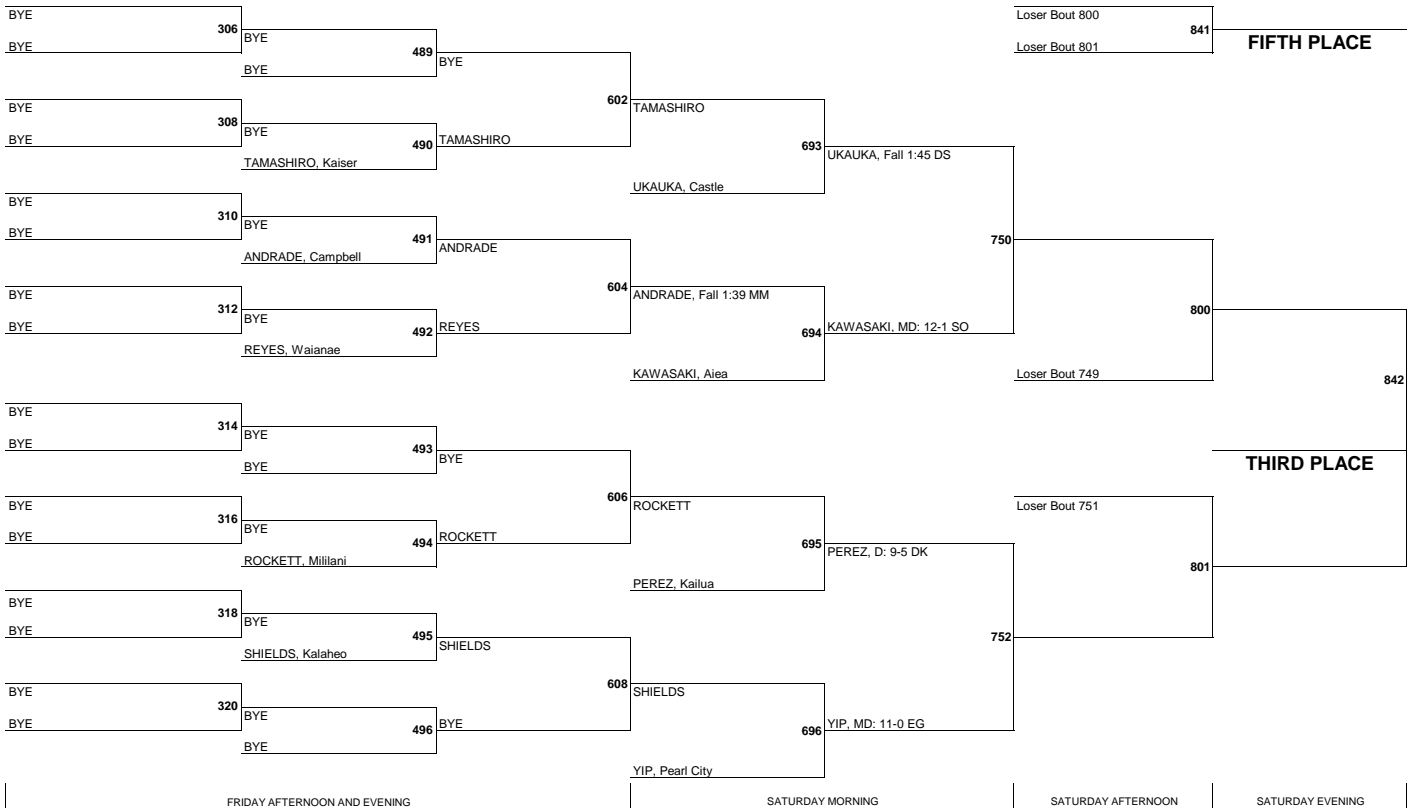 BYE
BYE
306
BYE
BYE
489
BYE
BYE
BYE
308
BYE
TAMASHIRO, Kaiser
490
TAMASHIRO
602
TAMASHIRO
UKAUKA, Castle
693
UKAUKA, Fall 1:45 DS
BYE
BYE
310
BYE
ANDRADE, Campbell
491
ANDRADE
BYE
BYE
312
BYE
REYES, Waianae
492
REYES
604
ANDRADE, Fall 1:39 MM
KAWASAKI, Aiea
694
KAWASAKI, MD: 12-1 SO
750
Loser Bout 749
800
BYE
BYE
314
BYE
BYE
493
BYE
BYE
BYE
316
BYE
ROCKETT, Mililani
494
ROCKETT
606
ROCKETT
PEREZ, Kailua
695
PEREZ, D: 9-5 DK
BYE
BYE
318
BYE
SHIELDS, Kalaheo
495
SHIELDS
BYE
BYE
320
BYE
BYE
496
BYE
608
SHIELDS
YIP, Pearl City
696
YIP, MD: 11-0 EG
752
Loser Bout 751
801
Loser Bout 800
Loser Bout 801
841
FIFTH PLACE
842
THIRD PLACE
FRIDAY AFTERNOON AND EVENING
SATURDAY MORNING
SATURDAY AFTERNOON
SATURDAY EVENING